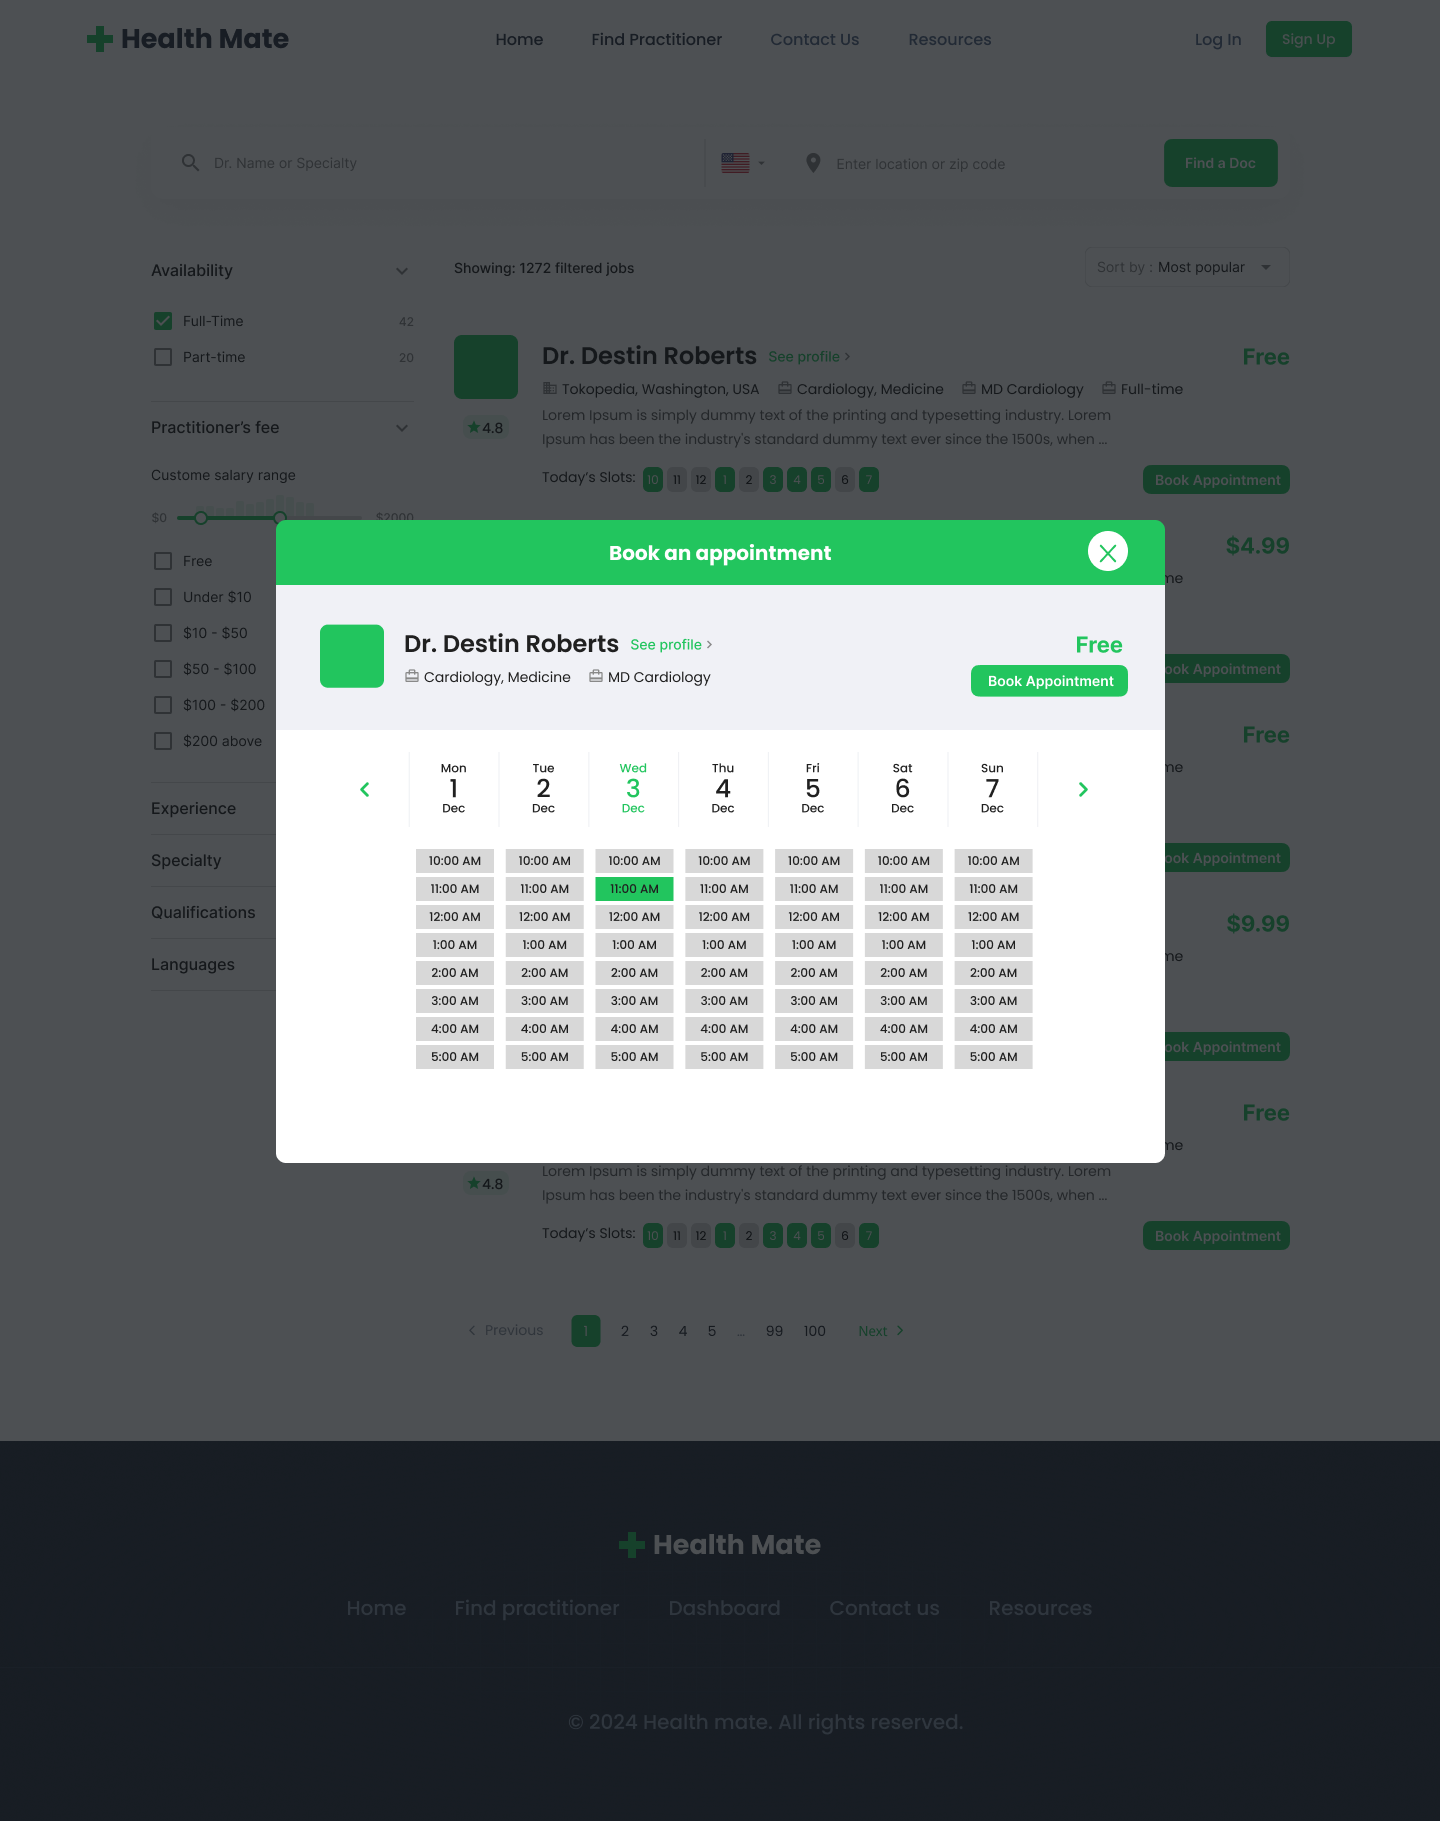 Health Mate
Home Find Practitioner Contact Us Resources Log In Sign Up
Dr. Name or Specialty Enter location or zip code Find a Doc
Availability
Full-Time 42
Part-time 20
Practitioner's fee
Custome salary range
$0 $2000
Free
Under $10
$10 - $50
$50 - $100
$100 - $200
$200 above
Experience
Specialty
Qualifications
Languages
Showing: 1272 filtered jobs Sort by : Most popular
Dr. Destin Roberts See profile Free
Tokopedia, Washington, USA Cardiology, Medicine MD Cardiology Full-time
Lorem Ipsum is simply dummy text of the printing and typesetting industry. Lorem
4.8 Ipsum has been the industry's standard dummy text ever since the 1500s, when ...
Today's Slots: 10 11 12 1 2 3 4 5 6 7 Book Appointment
$4.99
me
ook Appointment
Free
me
ook Appointment
$9.99
me
ook Appointment
Free
me
Book an appointment
Dr. Destin Roberts See profile Free
Cardiology, Medicine MD Cardiology Book Appointment
Mon Tue Wed Thu Fri Sat Sun
1 2 3 4 5 6 7
Dec Dec Dec Dec Dec Dec Dec
10:00 AM 10:00 AM 10:00 AM 10:00 AM 10:00 AM 10:00 AM 10:00 AM
11:00 AM 11:00 AM 11:00 AM 11:00 AM 11:00 AM 11:00 AM 11:00 AM
12:00 AM 12:00 AM 12:00 AM 12:00 AM 12:00 AM 12:00 AM 12:00 AM
1:00 AM 1:00 AM 1:00 AM 1:00 AM 1:00 AM 1:00 AM 1:00 AM
2:00 AM 2:00 AM 2:00 AM 2:00 AM 2:00 AM 2:00 AM 2:00 AM
3:00 AM 3:00 AM 3:00 AM 3:00 AM 3:00 AM 3:00 AM 3:00 AM
4:00 AM 4:00 AM 4:00 AM 4:00 AM 4:00 AM 4:00 AM 4:00 AM
5:00 AM 5:00 AM 5:00 AM 5:00 AM 5:00 AM 5:00 AM 5:00 AM
Lorem Ipsum is simply dummy text of the printing and typesetting industry. Lorem
4.8 Ipsum has been the industry's standard dummy text ever since the 1500s, when ...
Today's Slots: 10 11 12 1 2 3 4 5 6 7 Book Appointment
Previous 1 2 3 4 5 ... 99 100 Next
Health Mate
Home Find practitioner Dashboard Contact us Resources
© 2024 Health mate. All rights reserved.